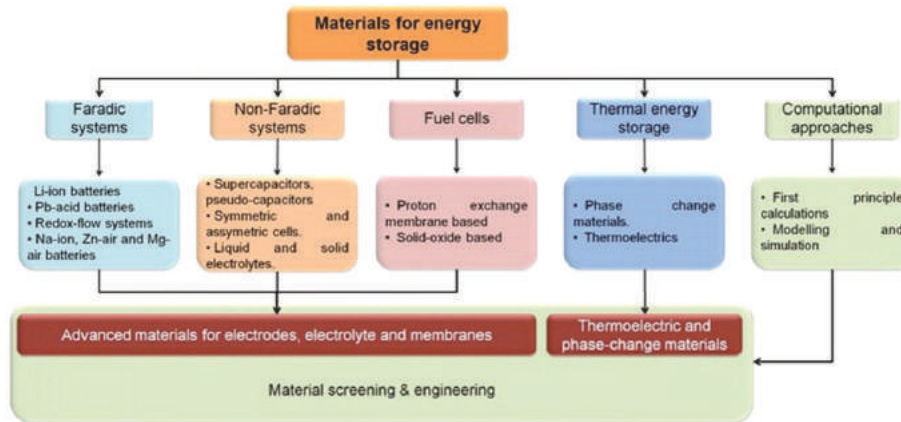 Materials for energy
storage
Faradic
systems
Non-Faradic
systems
Fuel cells
Thermal energy
storage
Computational
approaches
Li-ion batteries
• Pb-acid batteries
• Redox-flow systems
• Na-ion, Zn-air and Mg-
air batteries
• Supercapacitors,
pseudo-capacitors
• Symmetric and
assymetric cells.
• Liquid and solid
electrolytes.
• Proton exchange
membrane based
• Solid-oxide based
• Phase change
materials.
• Thermoelectrics
• First principle
calculations
• Modelling and
simulation
Advanced materials for electrodes, electrolyte and membranes
Thermoelectric and
phase-change materials
Material screening & engineering